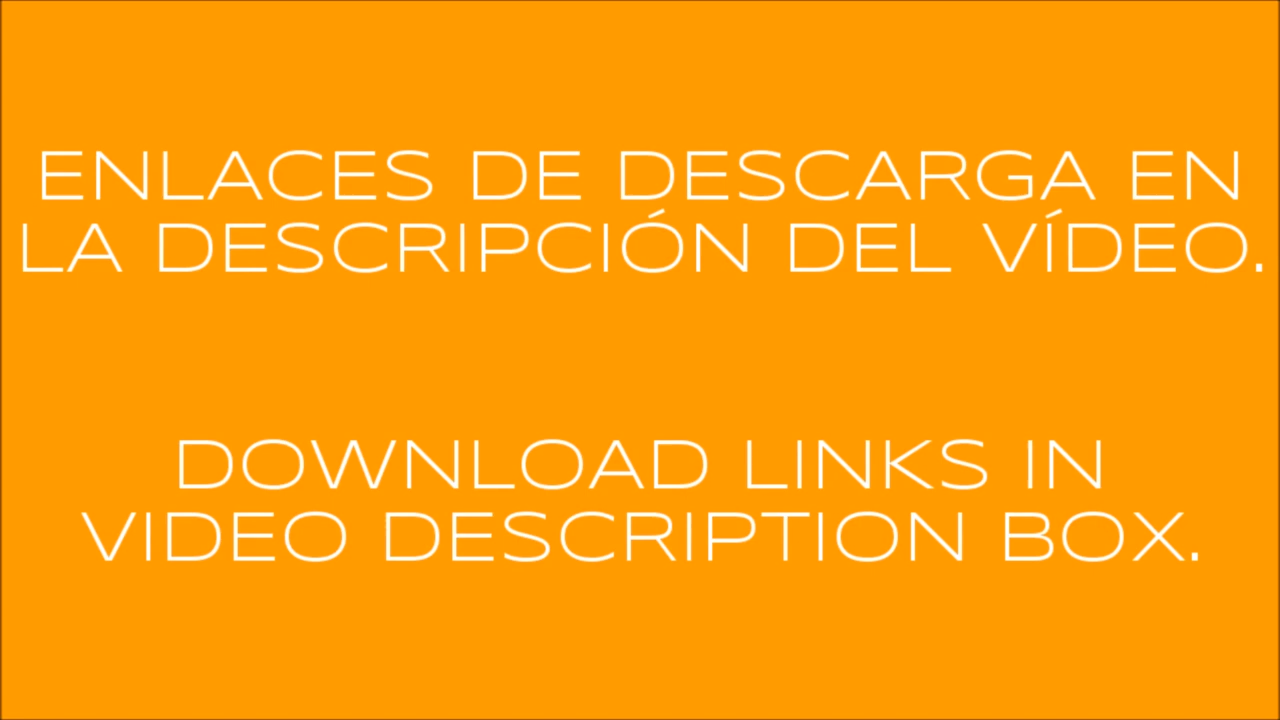 ENLACES DE DESCARGA EN
LA DESCRIPCIÓN DEL VÍDEO.
DOWNLOAD LINKS IN
VIDEO DESCRIPTION BOX.